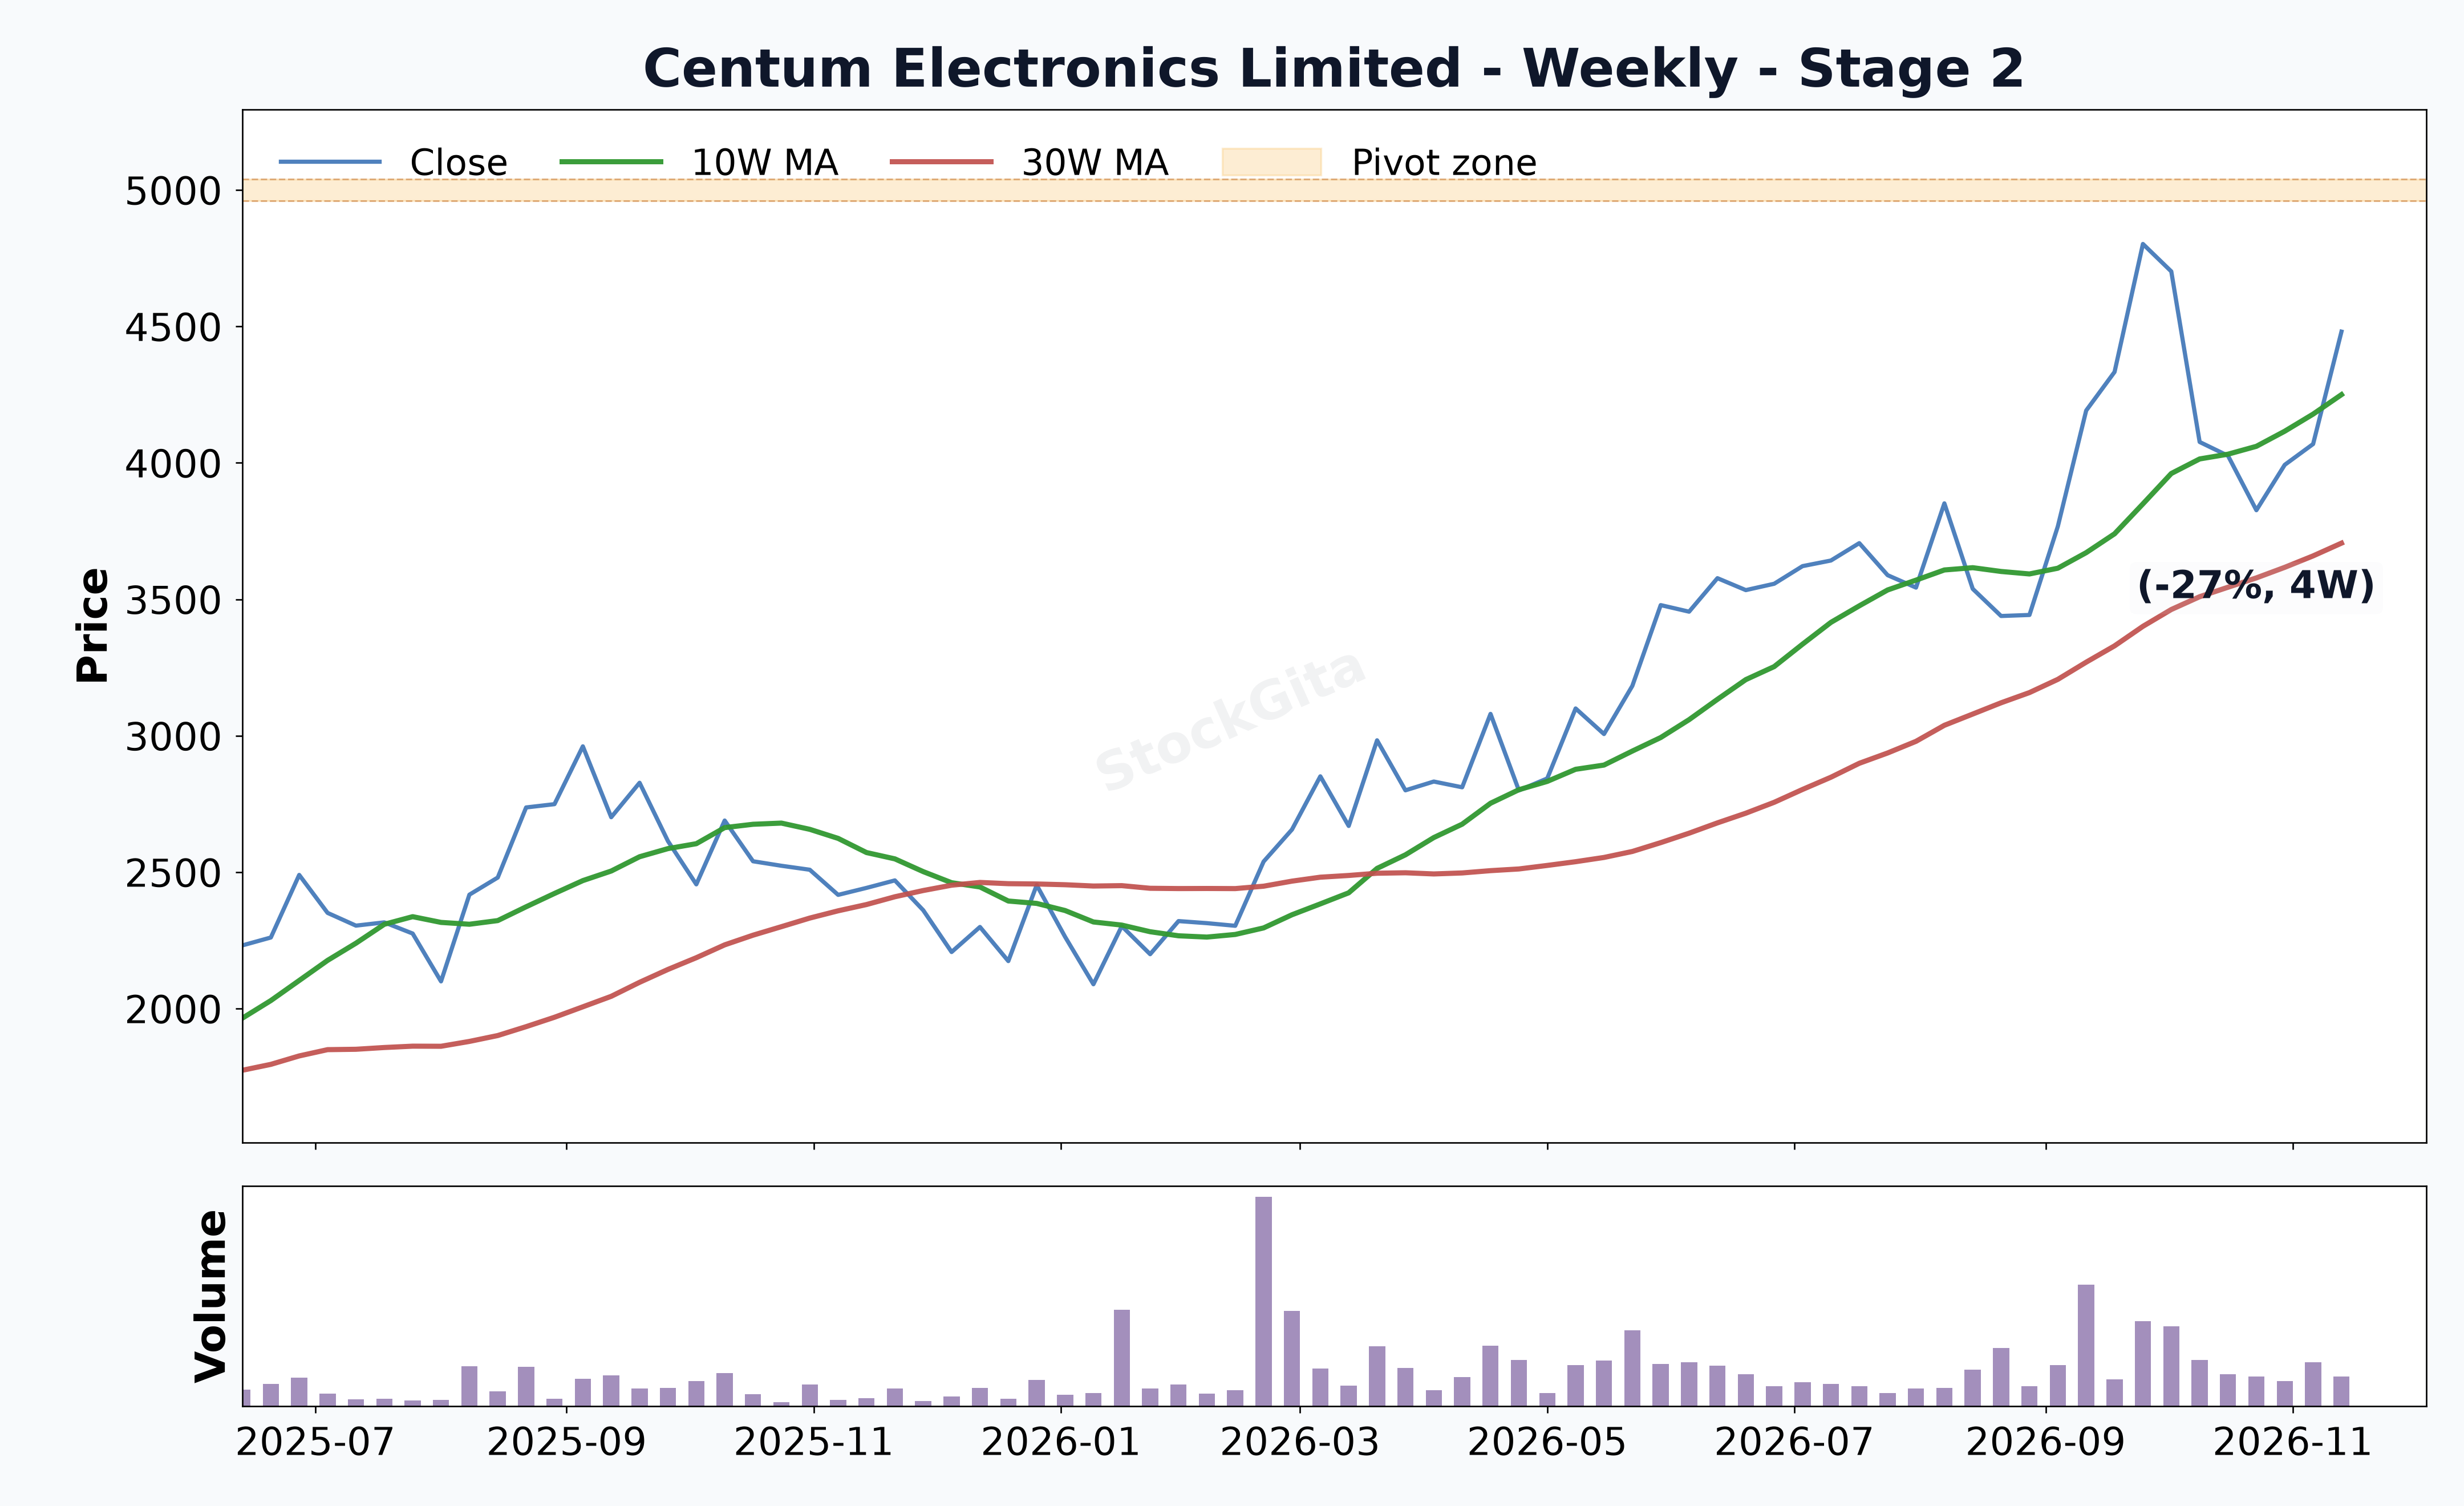 Centum Electronics Limited - Weekly - Stage 2
Close 10W MA 30W MA Pivot zone
5000
4500
4000
3500
3000
2500
2000
Price
(-27%, 4W)
StockGita
Volume
2025-07 2025-09 2025-11 2026-01 2026-03 2026-05 2026-07 2026-09 2026-11